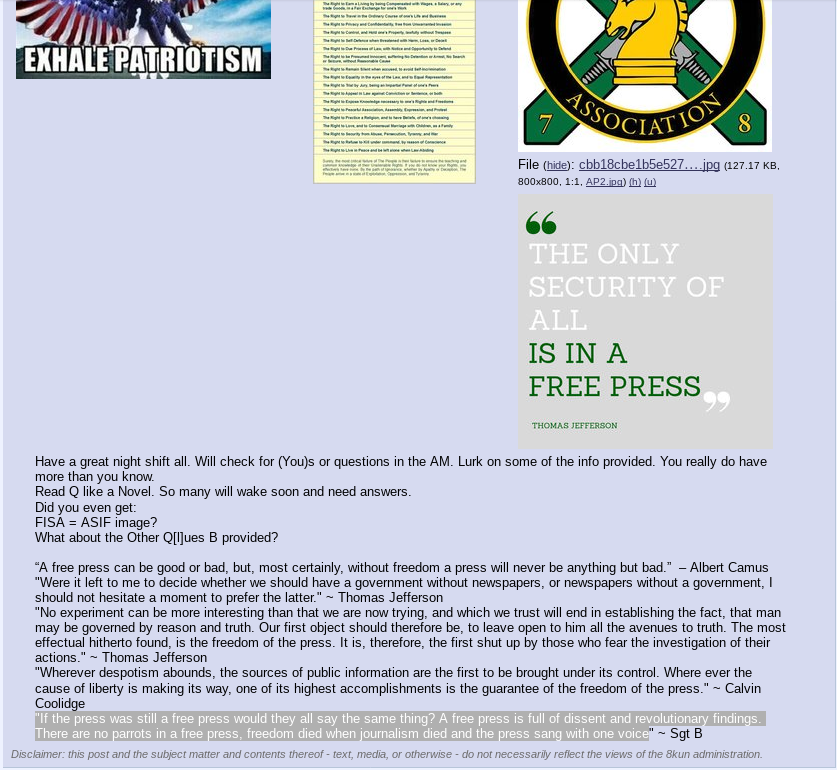 The Right to Earn a Living by being Compensated with Wages, a Salary, or any
trade Goods, in a Fair Exchange for one's Work
The Right to Travel in the Ordinary Course of one's Life and Business
The Right to Privacy and Confidentiality, free from Unwarranted Invasion
The Right to Control, and Hold one's Property, lawfully without Trespass
The Right to Self Defence when threatened with Harm, Loss, or Deceit
The Right to Due Process of Law, with Notice and Opportunity to Defend
The Right to be Presumed Innocent, suffering No Detention or Arrest, No Search
or Seizure, without Reasonable Cause
The Right to Remain Silent when accused, to avoid Self-Incrimination
The Right to Equality in the eyes of the Law, and to Equal Representation
The Right to Trial by Jury, being an Impartial Panel of one's Peers
The Right to Appeal in Law against Conviction or Sentence, or both
The Right to Expose Knowledge necessary to one's Rights and Freedoms
The Right to Peaceful Association, Assembly, Expression, and Protest
The Right to Practice a Religion, and to have Beliefs, of one's choosing
The Right to Love, and to Consensual Marriage with Children, as a Family
The Right to Security from Abuse, Persecution, Tyranny, and War
The Right to Refuse to Kill under command, by reason of Conscience
The Right to Live in Peace and be left alone when Law-Abiding
EXHALE PATRIOTISM
ASSOCIATION
7 8
File (hide): cbb18cbe1b5e527….jpg (127.17 KB,
800x800, 1:1, AP2.jpg) (h) (u)
“
THE ONLY
SECURITY OF
ALL
IS IN A
FREE PRESS
”
THOMAS JEFFERSON
Have a great night shift all. Will check for (You)s or questions in the AM. Lurk on some of the info provided. You really do have
more than you know.
Read Q like a Novel. So many will wake soon and need answers.
Did you even get:
FISA = ASIF image?
What about the Other Q[l]ues B provided?
“A free press can be good or bad, but, most certainly, without freedom a press will never be anything but bad.” – Albert Camus
"Were it left to me to decide whether we should have a government without newspapers, or newspapers without a government, I
should not hesitate a moment to prefer the latter." ~ Thomas Jefferson
"No experiment can be more interesting than that we are now trying, and which we trust will end in establishing the fact, that man
may be governed by reason and truth. Our first object should therefore be, to leave open to him all the avenues to truth. The most
effectual hitherto found, is the freedom of the press. It is, therefore, the first shut up by those who fear the investigation of their
actions." ~ Thomas Jefferson
"Wherever despotism abounds, the sources of public information are the first to be brought under its control. Where ever the
cause of liberty is making its way, one of its highest accomplishments is the guarantee of the freedom of the press." ~ Calvin
Coolidge
"If the press was still a free press would they all say the same thing? A free press is full of dissent and revolutionary findings.
There are no parrots in a free press, freedom died when journalism died and the press sang with one voice" ~ Sgt B
Disclaimer: this post and the subject matter and contents thereof - text, media, or otherwise - do not necessarily reflect the views of the 8kun administration.